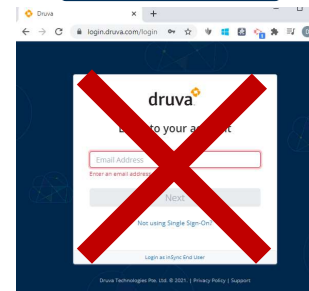 Druva
login.druva.com/login
druva
to your a
Email Address
Enter an email address
Next
Not using Single Sign-On?
Login as inSync End User
Druva Technologies Pte. Ltd. © 2021. | Privacy Policy | Support